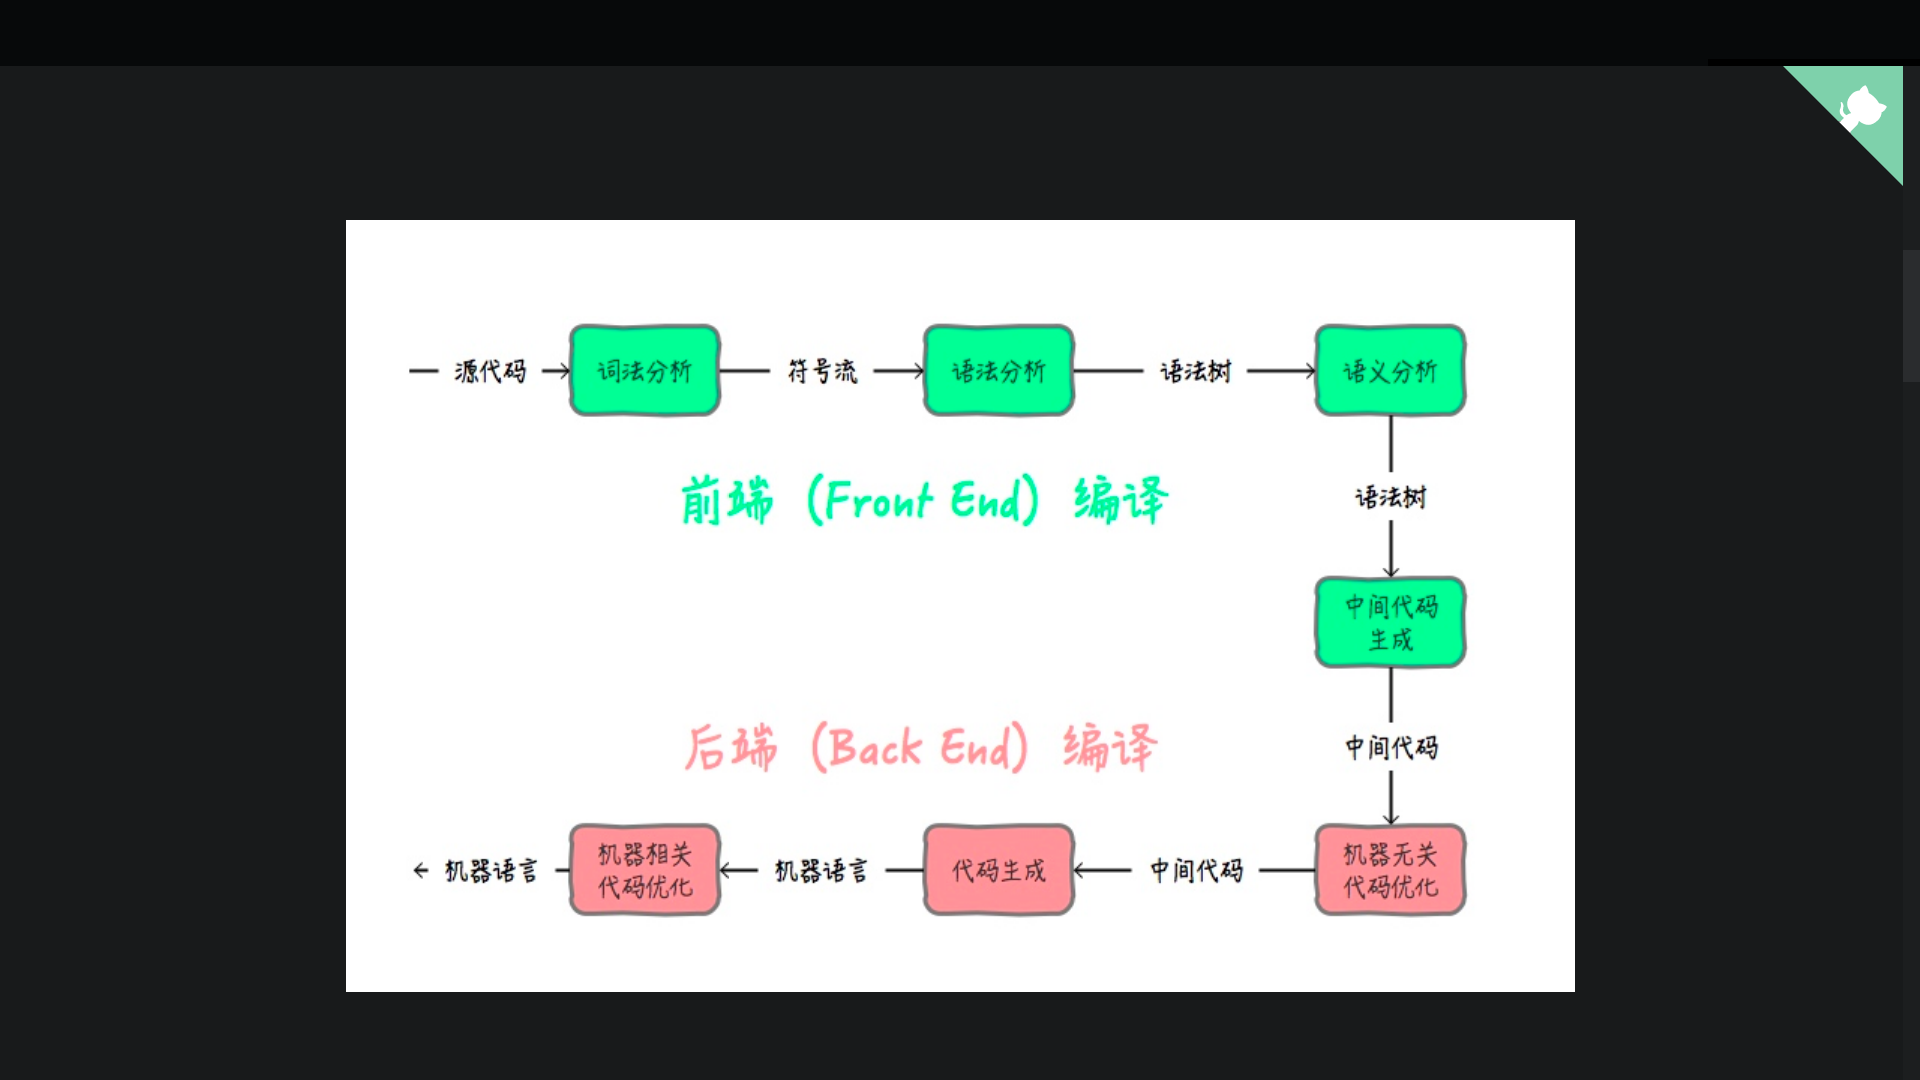 源代码
词法分析
符号流
语法分析
语法树
语义分析
前端（Front End）编译
语法树
中间代码
生成
后端（Back End）编译
中间代码
机器语言
机器相关
代码优化
机器语言
代码生成
中间代码
机器无关
代码优化